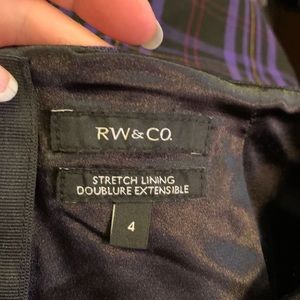 RW&CO.
STRETCH LINING
DOUBLURE EXTENSIBLE
4